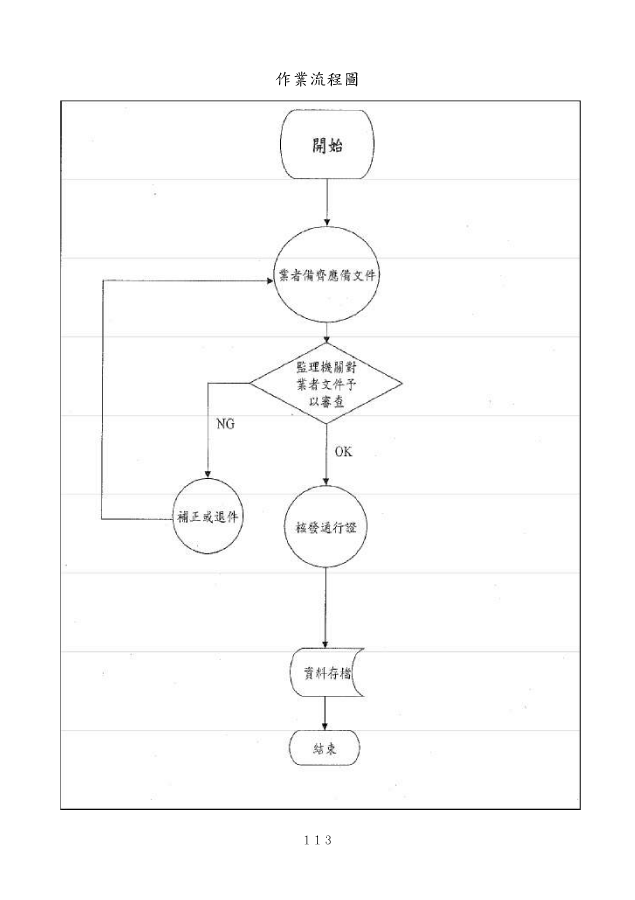 作業流程圖
開始
業者備齊應備文件
監理機關對
業者文件予
以審查
NG
OK
補正或退件
核發通行證
資料存檔
結束
113